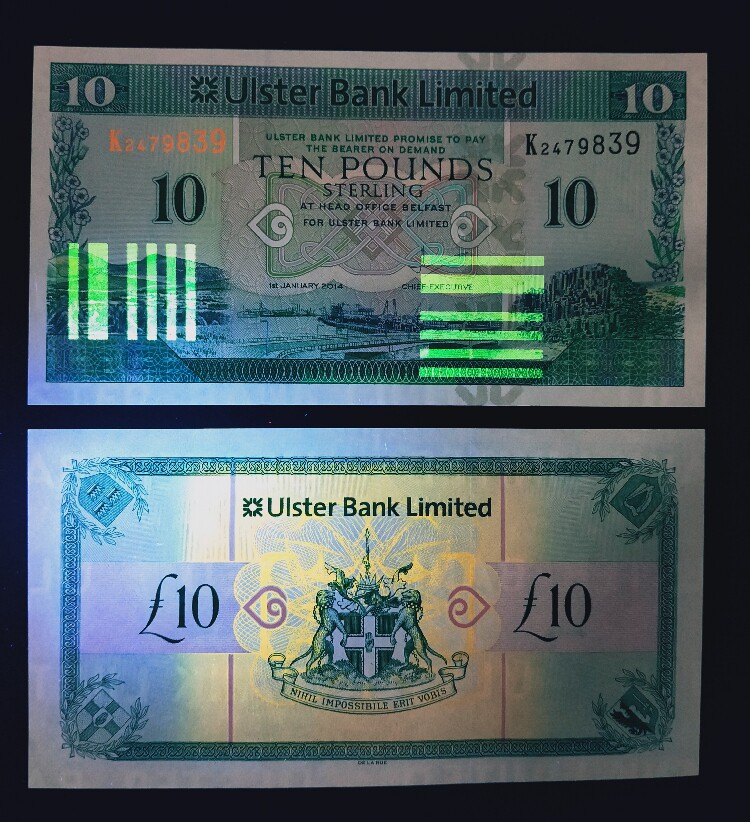 10 Ulster Bank Limited 10
K2479839
ULSTER BANK LIMITED PROMISE TO PAY
THE BEARER ON DEMAND
K2479839
TEN POUNDS
STERLING
10
AT HEAD OFFICE BELFAST
10
FOR ULSTER BANK LIMITED
1st JANUARY 2014
CHIEF EXECUTIVE
Ulster Bank Limited
£10
£10
NIHIL IMPOSSIBILE ERIT VOBIS
DE LA RUE